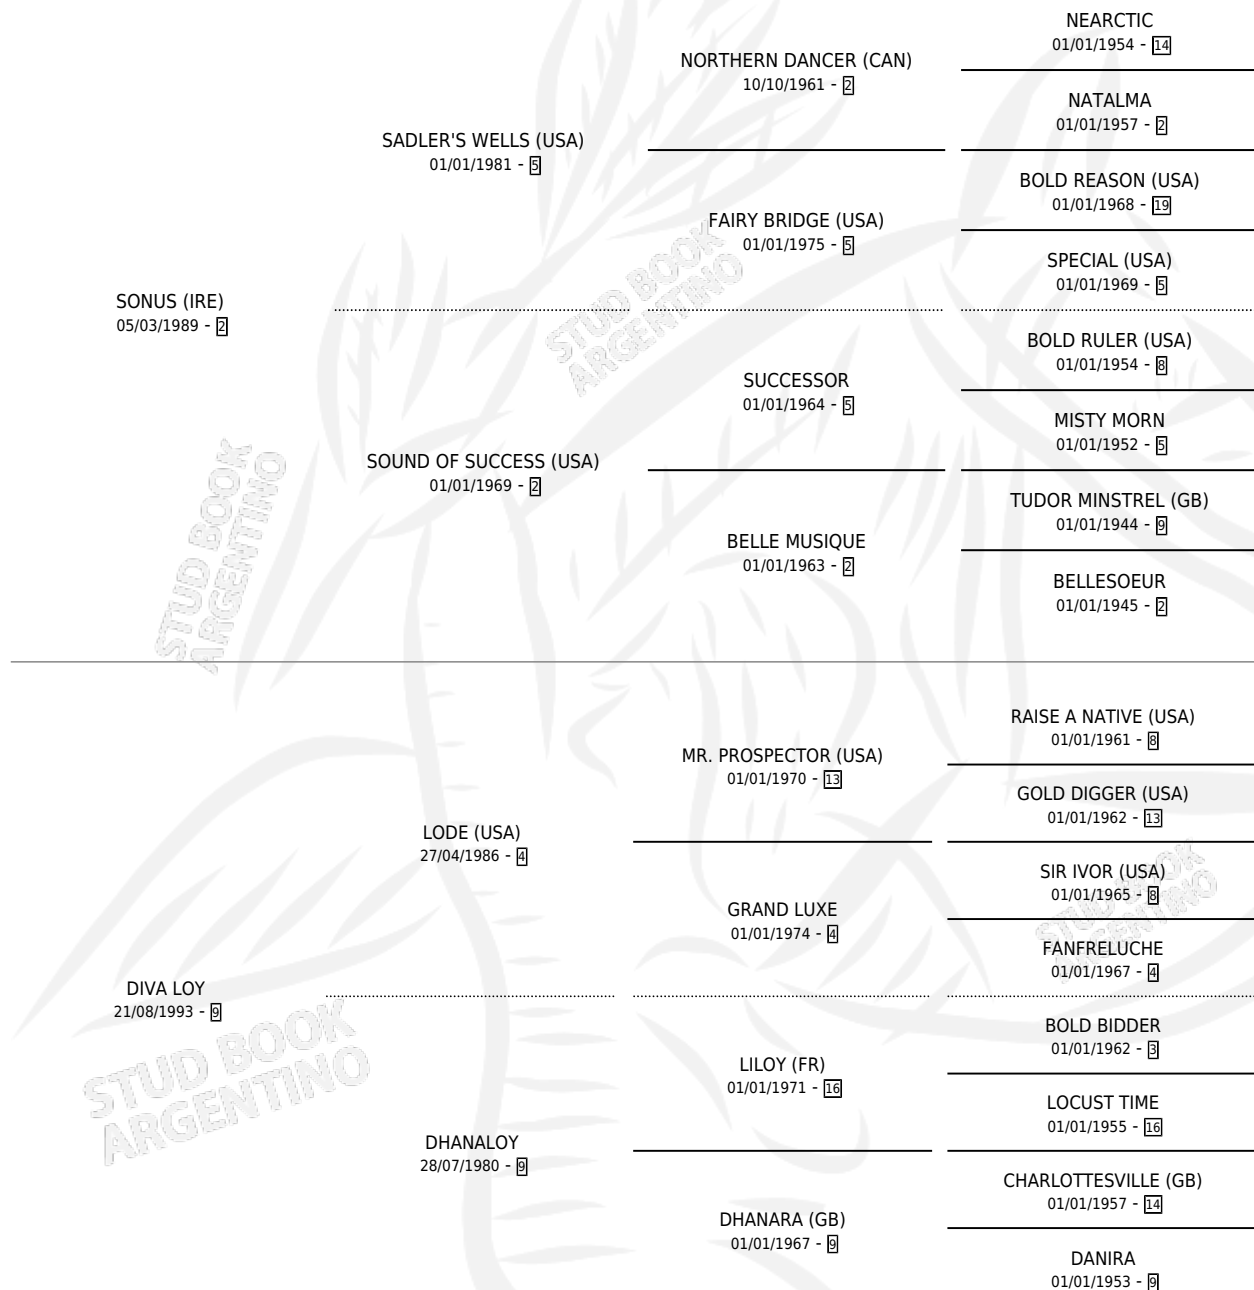 NEARCTIC
01/01/1954 - 14
NORTHERN DANCER (CAN)
10/10/1961 - 2
NATALMA
01/01/1957 - 2
SADLER'S WELLS (USA)
01/01/1981 - 5
BOLD REASON (USA)
01/01/1968 - 19
FAIRY BRIDGE (USA)
01/01/1975 - 5
SPECIAL (USA)
01/01/1969 - 5
SONUS (IRE)
05/03/1989 - 2
BOLD RULER (USA)
01/01/1954 - 8
SUCCESSOR
01/01/1964 - 5
MISTY MORN
01/01/1952 - 5
SOUND OF SUCCESS (USA)
01/01/1969 - 2
TUDOR MINSTREL (GB)
01/01/1944 - 9
BELLE MUSIQUE
01/01/1963 - 2
BELLESOEUR
01/01/1945 - 2
RAISE A NATIVE (USA)
01/01/1961 - 8
MR. PROSPECTOR (USA)
01/01/1970 - 13
GOLD DIGGER (USA)
01/01/1962 - 13
LODE (USA)
27/04/1986 - 4
SIR IVOR (USA)
01/01/1965 - 8
GRAND LUXE
01/01/1974 - 4
FANFRELUCHE
01/01/1967 - 4
DIVA LOY
21/08/1993 - 9
BOLD BIDDER
01/01/1962 - 3
LILOY (FR)
01/01/1971 - 16
LOCUST TIME
01/01/1955 - 16
DHANALOY
28/07/1980 - 9
CHARLOTTESVILLE (GB)
01/01/1957 - 14
DHANARA (GB)
01/01/1967 - 9
DANIRA
01/01/1953 - 9
STUD BOOK
ARGENTINO
STUD BOOK
ARGENTINO
STUD BOOK
ARGENTINO
STUD BOOK
ARGENTINO